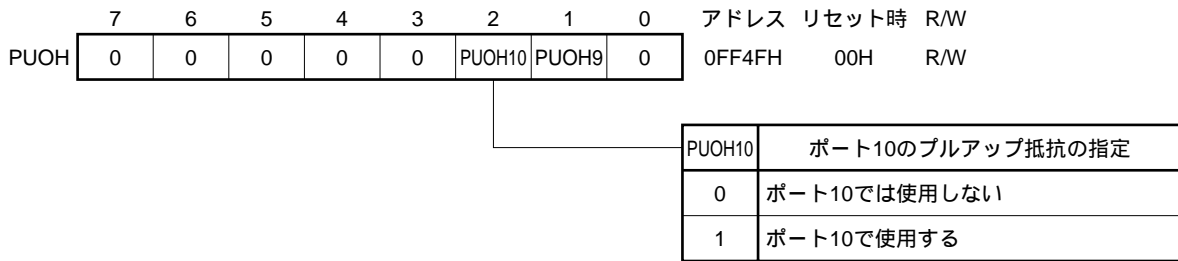 7 6 5 4 3 2 1 0 アドレス リセット時 R/W
PUOH 0 0 0 0 0 PUOH10 PUOH9 0 0FF4FH 00H R/W
PUOH10 ポート10のプルアップ抵抗の指定
0 ポート10では使用しない
1 ポート10で使用する